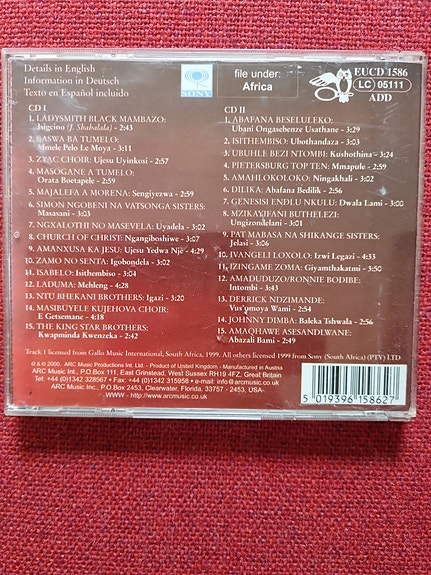 Details in English
Information in Deutsch
Texto en Español incluido
SONY
file under:
Africa
EUCD 1586
LC 05111
ADD
CD I
1. LADYSMITH BLACK MAMBAZO:
Isigcino (J. Shabalala) - 2:43
2. BASWA BA TUMELO:
Mmele Pelo Le Moya - 3:11
3. ZYAC CHOIR: Ujesu Uyinkosi - 2:57
4. MASOGANE A TUMELO:
Orata Boetapele - 2:59
5. MAJALEFA A MORENA: Sengiyezwa - 2:59
6. SIMON NGOBENI NA VATSONGA SISTERS:
Masasani - 3:03
7. NGXALOTHI NO MASEVELA: Uyadela - 3:02
8. CHURCH OF CHRIST: Ngangiboshiwe - 3:07
9. AMANXUSA KA JESU: Ujesu Yedwa Nje - 2:49
10. ZAMO NO SENTA: Igobondela - 3:02
11. ISABELO: Isithembiso - 3:04
12. LADUMA: Mehleng - 4:28
13. NTU BHEKANI BROTHERS: Igazi - 3:20
14. MASIBUYELE KUJEHOVA CHOIR:
E Getsemane - 4:18
15. THE KING STAR BROTHERS:
Kwapminda Kwenzeka - 2:42
CD II
1. ABAFANA BESELULEKO:
Ubani Ongasehenze Usathane - 3:29
2. ISITHEMBISO: Ubothandaza - 3:03
3. UBUHLE BEZI NTOMBI: Kushothina - 3:24
4. PIETERSBURG TOP TEN: Mmapule - 3:59
5. AMAHLOKOLOKO: Ningakhali - 3:02
6. DILIKA: Abafana Bedilik - 2:56
7. GENESISI ENDLU NKULU: Dwala Lami - 3:00
8. MZIKAYIFANI BUTHELEZI:
Ungizondelani - 3:01
9. PAT MABASA NA SHIKANGE SISTERS:
Jelasi - 3:06
10. IVANGELI LOXOLO: Izwi Legazi - 3:42
11. IZINGANE ZOMA: Giyamthakatmi - 3:50
12. AMADUDUZO/RONNIE BODIBE:
Intombi - 3:43
13. DERRICK NDZIMANDE:
Vus'umoya Wami - 2:59
14. JOHNNY DIMBA: Baleka Tshwala - 2:56
15. AMAQHAWE ASESANDLWANE:
Abazali Bami - 2:49
Track 1 licensed from Gallo Music International, South Africa, 1999. All others licensed 1999 from Sony (South Africa) (PTY) LTD
℗ & © 2000, ARC Music Productions Int. Ltd. - Product of United Kingdom - Manufactured in Austria
ARC Music Int., P.O.Box 111, East Grinstead, West Sussex RH19 4FZ, Great Britain
Tel: +44 (0)1342 328567 • Fax: +44 (0)1342 315958 • e-mail: info@arcmusic.co.uk
ARC Music Inc., P.O.Box 2453, Clearwater, Florida, 33757 - 2453, USA
WWW - http://www.arcmusic.co.uk
5 019396 158627